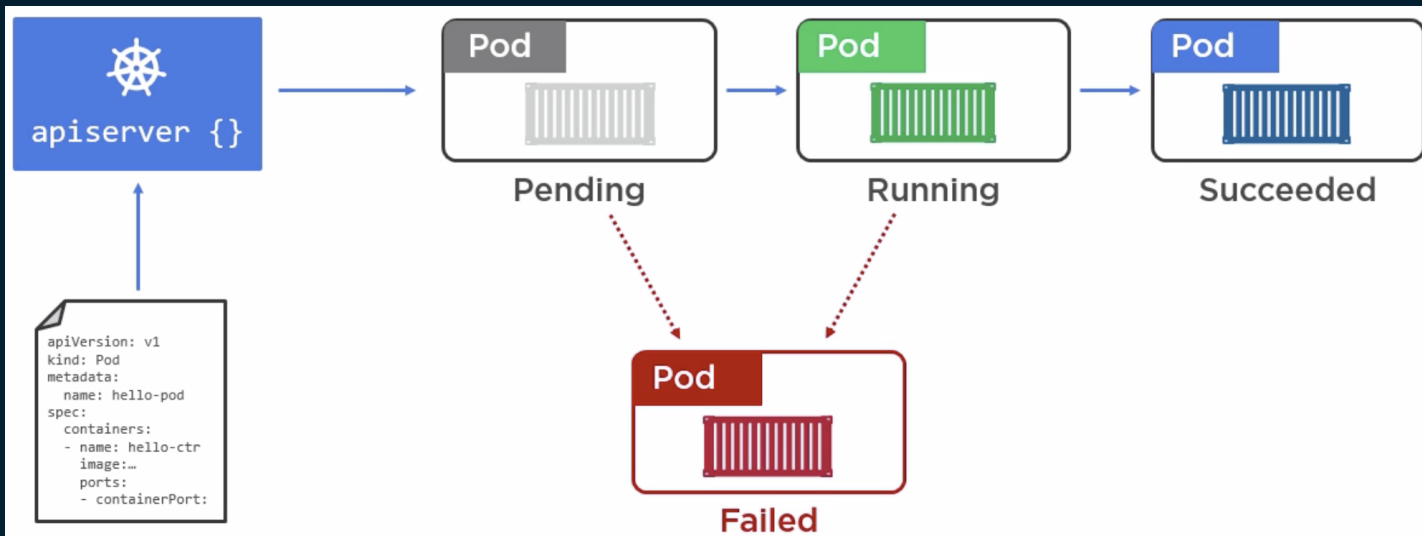 apiserver {}
Pod
Pending
Pod
Running
Pod
Succeeded
apiVersion: v1
kind: Pod
metadata:
  name: hello-pod
spec:
  containers:
  - name: hello-ctr
    image:…
    ports:
    - containerPort:
Pod
Failed